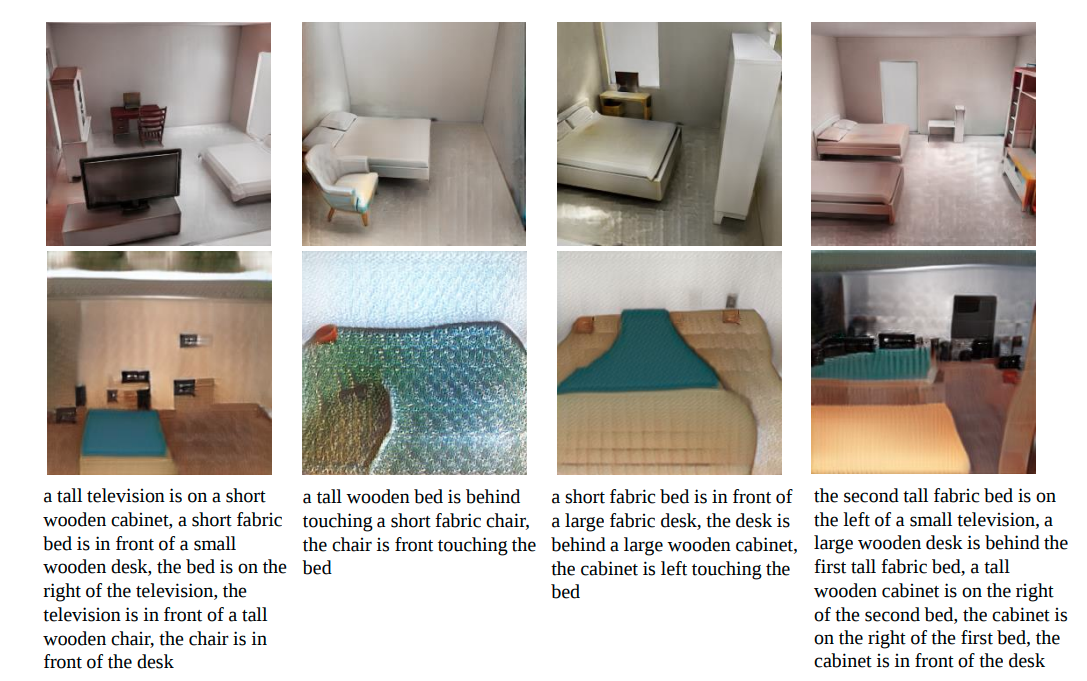 a tall television is on a short
wooden cabinet, a short fabric
bed is in front of a small
wooden desk, the bed is on the
right of the television, the
television is in front of a tall
wooden chair, the chair is in
front of the desk
a tall wooden bed is behind
touching a short fabric chair,
the chair is front touching the
bed
a short fabric bed is in front of
a large fabric desk, the desk is
behind a large wooden cabinet,
the cabinet is left touching the
bed
the second tall fabric bed is on
the left of a small television, a
large wooden desk is behind the
first tall fabric bed, a tall
wooden cabinet is on the right
of the second bed, the cabinet is
on the right of the first bed, the
cabinet is in front of the desk